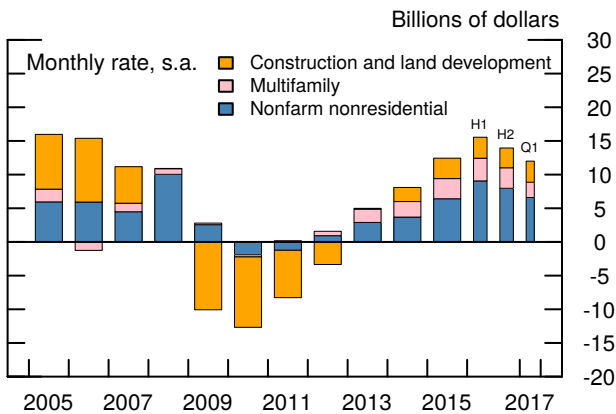 Billions of dollars
Monthly rate, s.a.
Construction and land development
Multifamily
Nonfarm nonresidential
H1
H2
Q1
30
25
20
15
10
5
0
-5
-10
-15
-20
2005 2007 2009 2011 2013 2015 2017